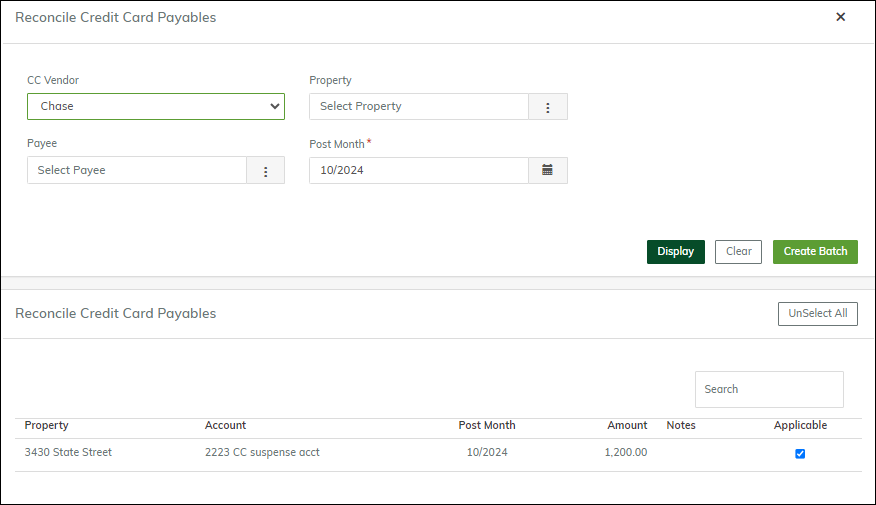 Reconcile Credit Card Payables
CC Vendor Property
Chase Select Property
Payee Post Month *
Select Payee 10/2024
Display Clear Create Batch
Reconcile Credit Card Payables UnSelect All
Search
Property Account Post Month Amount Notes Applicable
3430 State Street 2223 CC suspense acct 10/2024 1,200.00